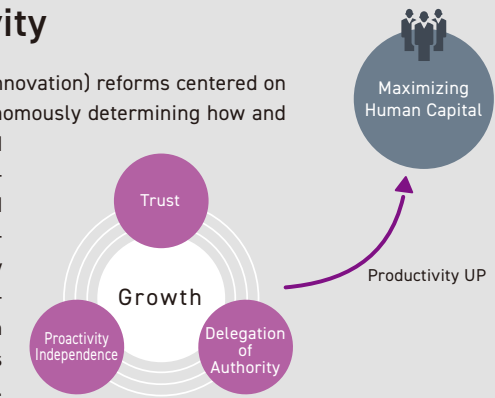 vity
nnovation) reforms centered on
nomously determining how and
Maximizing
Human Capital
Trust
Growth
Proactivity
Independence
Delegation
of
Authority
Productivity UP